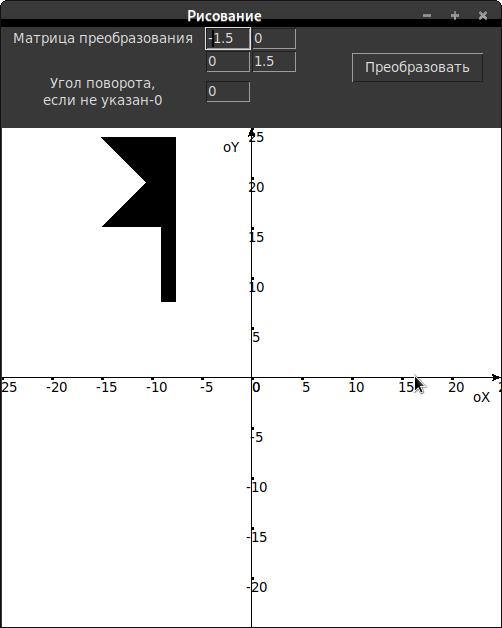 Рисование
Матрица преобразования -1.5 0
0 1.5
Преобразовать
Угол поворота,
если не указан-0
0
25
oY
20
15
10
5
25 -20 -15 -10 -5 0 5 10 15 20
oX
-5
-10
-15
-20